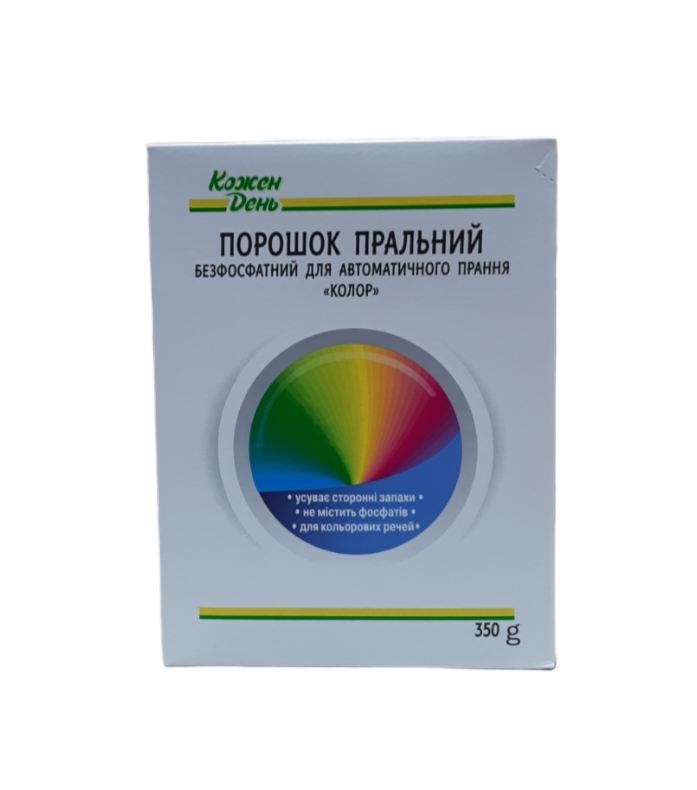 Кожен
День
ПОРОШОК ПРАЛЬНИЙ
БЕЗФОСФАТНИЙ ДЛЯ АВТОМАТИЧНОГО ПРАННЯ
«КОЛОР»
• усуває сторонні запахи •
• не містить фосфатів •
• для кольорових речей •
350 g